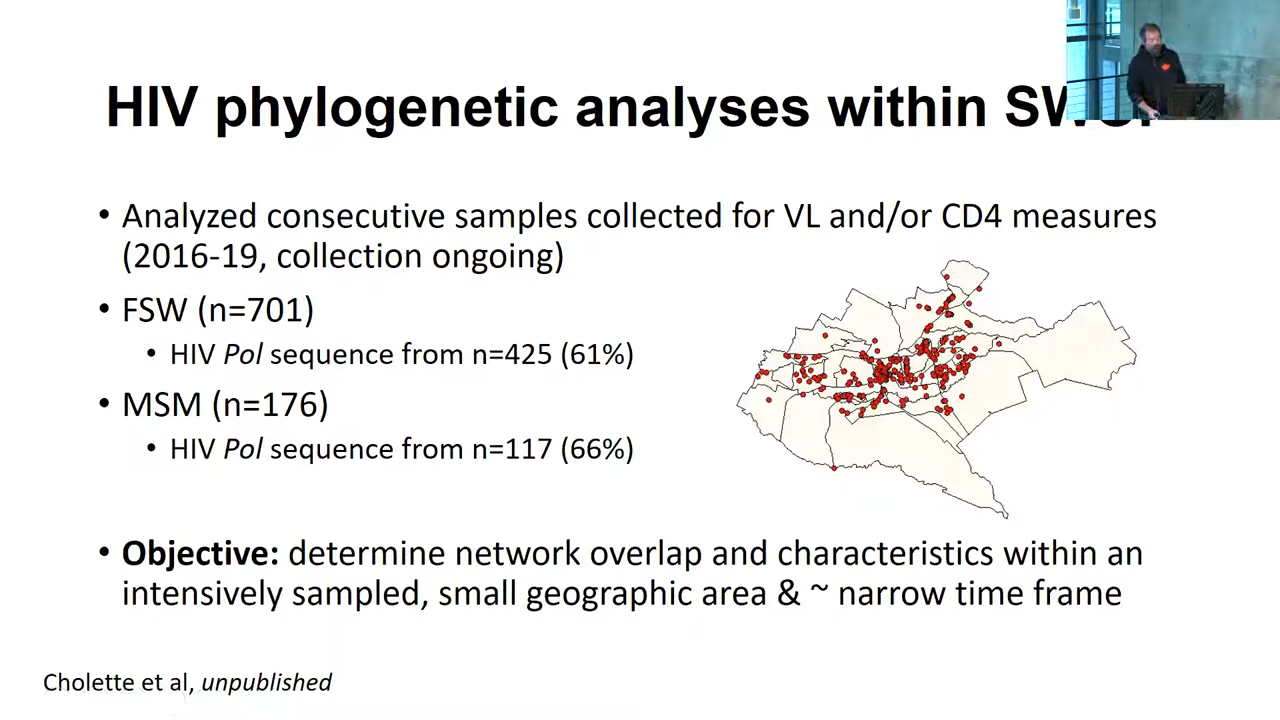 HIV phylogenetic analyses within
• Analyzed consecutive samples collected for VL and/or CD4 measures
(2016-19, collection ongoing)
• FSW (n=701)
• HIV Pol sequence from n=425 (61%)
• MSM (n=176)
• HIV Pol sequence from n=117 (66%)
• Objective: determine network overlap and characteristics within an
intensively sampled, small geographic area & ~ narrow time frame
Cholette et al, unpublished